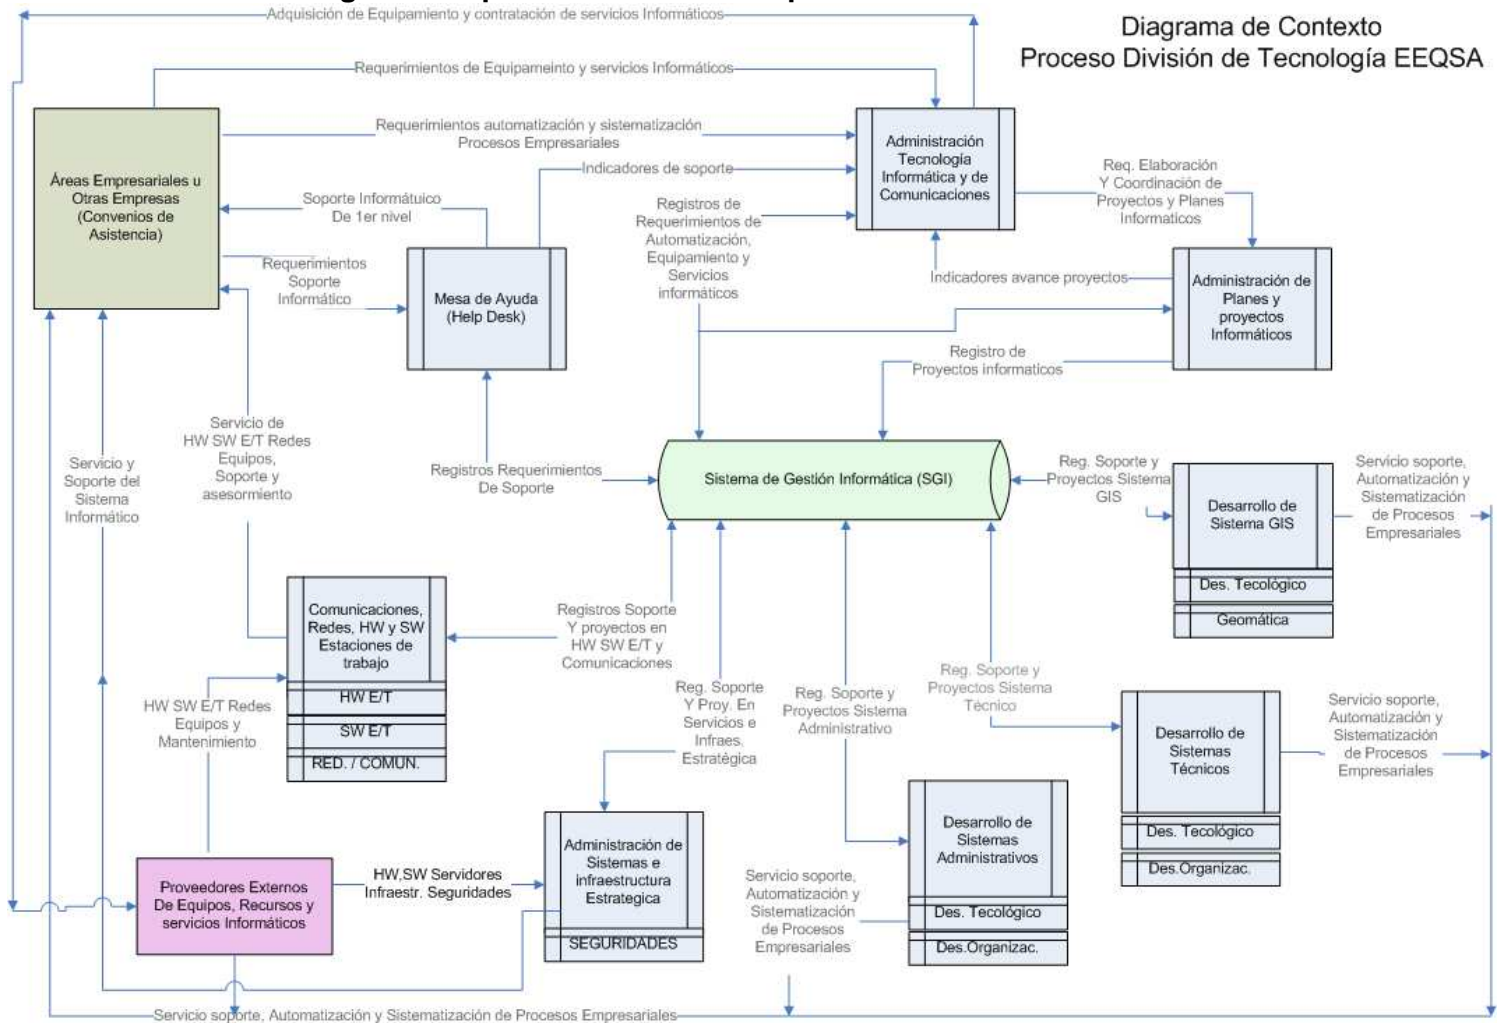 Adquisición de Equipamiento y contratación de servicios Informáticos
Diagrama de Contexto
Proceso División de Tecnología EEQSA
Requerimientos de Equipameinto y servicios Informáticos
Áreas Empresariales u
Otras Empresas
(Convenios de
Asistencia)
Requerimientos automatización y sistematización
Procesos Empresariales
Indicadores de soporte
Administración
Tecnología
Informática y de
Comunicaciones
Req. Elaboración
Y Coordinación de
Proyectos y Planes
Informaticos
Soporte Informátuico
De 1er nivel
Registros de
Requerimientos de
Automatización,
Equipamiento y
Servicios
informáticos
Requerimientos
Soporte
Informático
Mesa de Ayuda
(Help Desk)
Indicadores avance proyectos
Administración de
Planes y
proyectos
Informáticos
Registro de
Proyectos informaticos
Servicio de
HW SW E/T Redes
Equipos,
Soporte y
asesormiento
Servicio y
Soporte del
Sistema
Informático
Registros Requerimientos
De Soporte
Sistema de Gestión Informática (SGI)
Reg. Soporte y
Proyectos Sistema
GIS
Desarrollo de
Sistema GIS
Des. Tecológico
Geomática
Servicio soporte,
Automatización y
Sistematización
de Procesos
Empresariales
Comunicaciones,
Redes, HW y SW
Estaciones de
trabajo
HW E/T
SW E/T
RED. / COMUN.
Registros Soporte
Y proyectos en
HW SW E/T y
Comunicaciones
Reg. Soporte
Y Proy. En
Servicios e
Infraes.
Estratègica
Reg. Soporte y
Proyectos Sistema
Administrativo
Reg. Soporte y
Proyectos Sistema
Técnico
Desarrollo de
Sistemas
Técnicos
Des. Tecológico
Des.Organizac.
Servicio soporte,
Automatización y
Sistematización
de Procesos
Empresariales
HW SW E/T Redes
Equipos y
Mantenimiento
Proveedores Externos
De Equipos, Recursos y
servicios Informáticos
HW,SW Servidores
Infraestr. Seguridades
Administración de
Sistemas e
infraestructura
Estrategica
SEGURIDADES
Servicio soporte,
Automatización y
Sistematización
de Procesos
Empresariales
Desarrollo de
Sistemas
Administrativos
Des. Tecológico
Des.Organizac.
Servicio soporte, Automatización y Sistematización de Procesos Empresariales